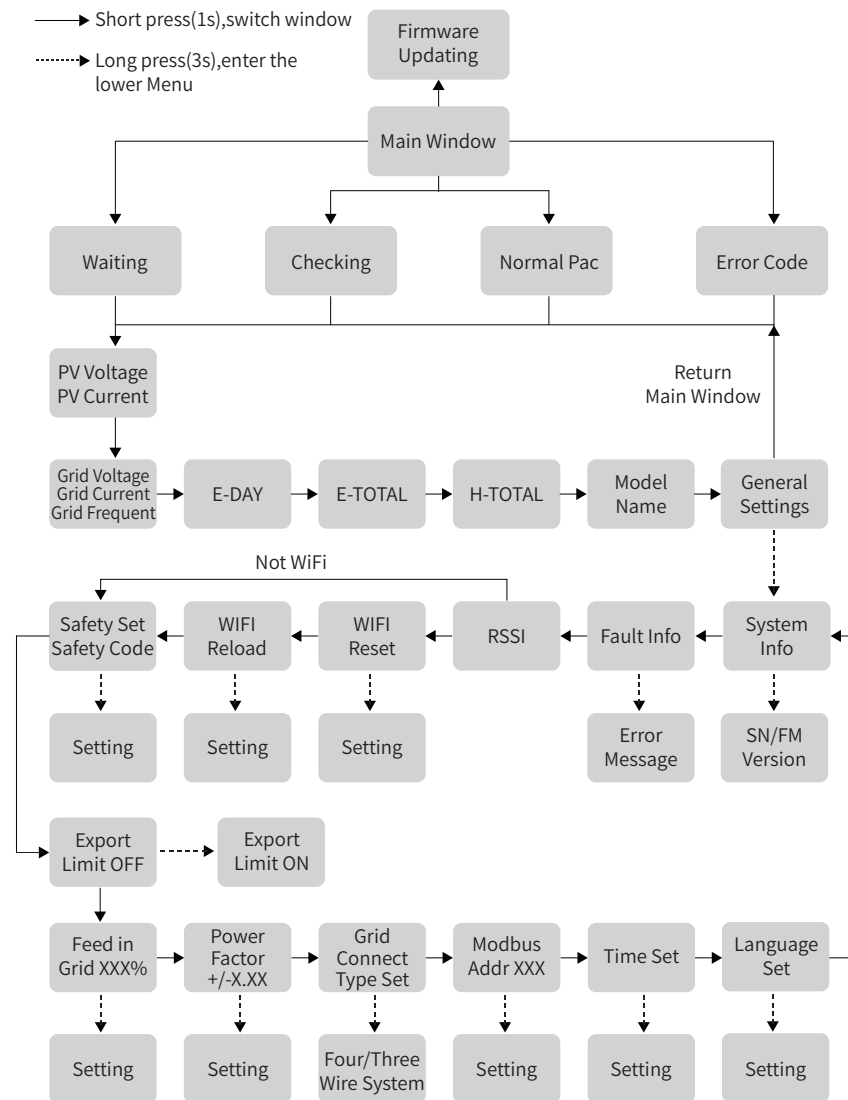 Short press(1s),switch window
Long press(3s),enter the
lower Menu
Firmware
Updating
Main Window
Waiting
Checking
Normal Pac
Error Code
PV Voltage
PV Current
Return
Main Window
Grid Voltage
Grid Current
Grid Frequent
E-DAY
E-TOTAL
H-TOTAL
Model
Name
General
Settings
Not WiFi
Safety Set
Safety Code
WIFI
Reload
WIFI
Reset
RSSI
Fault Info
System
Info
Setting
Setting
Setting
Error
Message
SN/FM
Version
Export
Limit OFF
Export
Limit ON
Feed in
Grid XXX%
Power
Factor
+/-X.XX
Grid
Connect
Type Set
Modbus
Addr XXX
Time Set
Language
Set
Setting
Setting
Four/Three
Wire System
Setting
Setting
Setting